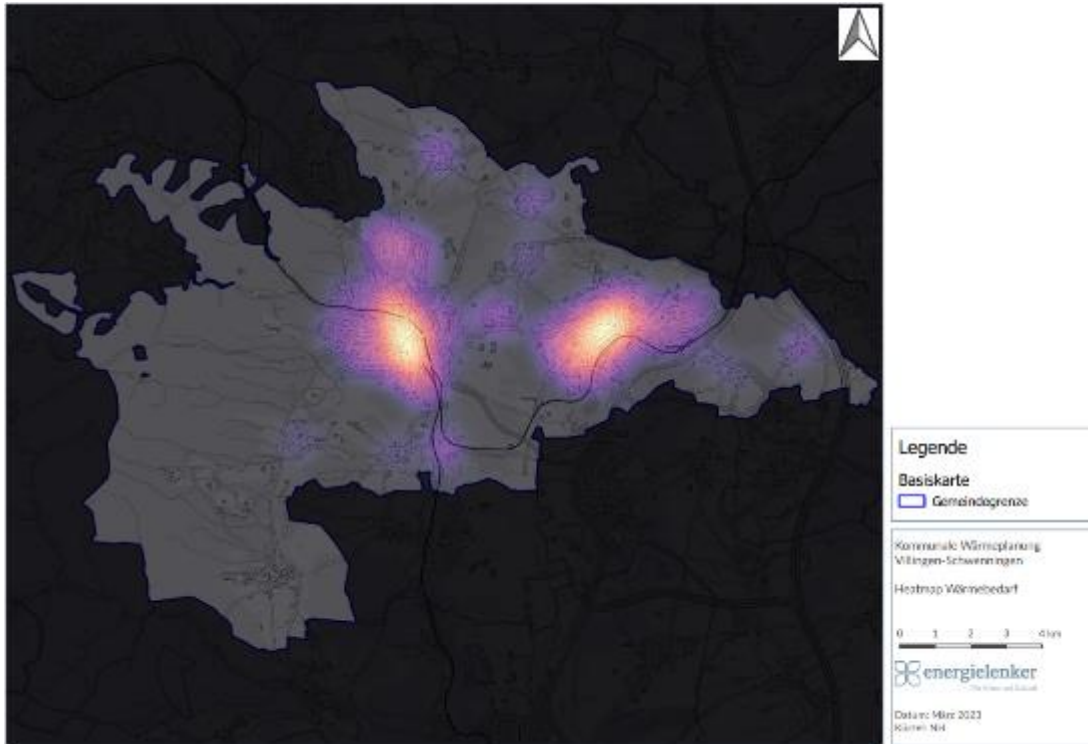 Legende
Basiskarte
Gemeindegrenze
Kommunale Wärmeplanung
Villingen-Schwenningen
Heatmap Wärmebedarf
0 1 2 3 4 km
energielenker
Datum: März 2023